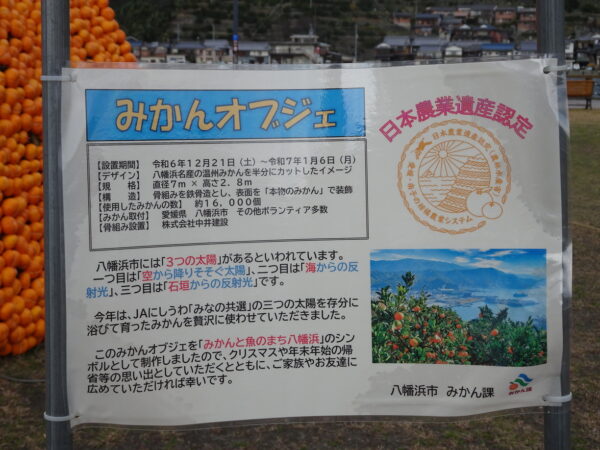 みかんオブジェ
【設置期間】 令和6年12月21日（土）～令和7年1月6日（月）
【デザイン】 八幡浜名産の温州みかんを半分にカットしたイメージ
【規 格】 直径7m × 高さ2.8m
【構 造】 骨組みを鉄骨造とし、表面を「本物のみかん」で装飾
【使用したみかんの数】 約16,000個
【みかん取付】 愛媛県 八幡浜市 その他ボランティア多数
【骨組み設置】 株式会社中井建設
八幡浜市には「3つの太陽」があるといわれています。
一つ目は「空から降りそそぐ太陽」、二つ目は「海からの反
射光」、三つ目は「石垣からの反射光」です。
今年は、JAにしうわ「みなの共選」の三つの太陽を存分に
浴びて育ったみかんを贅沢に使わせていただきました。
このみかんオブジェを「みかんと魚のまち八幡浜」のシン
ボルとして制作しましたので、クリスマスや年末年始の帰
省等の思い出としていただくとともに、ご家族やお友達に
広めていただければ幸いです。
日本農業遺産認定
八幡浜市 みかん課
みかん課